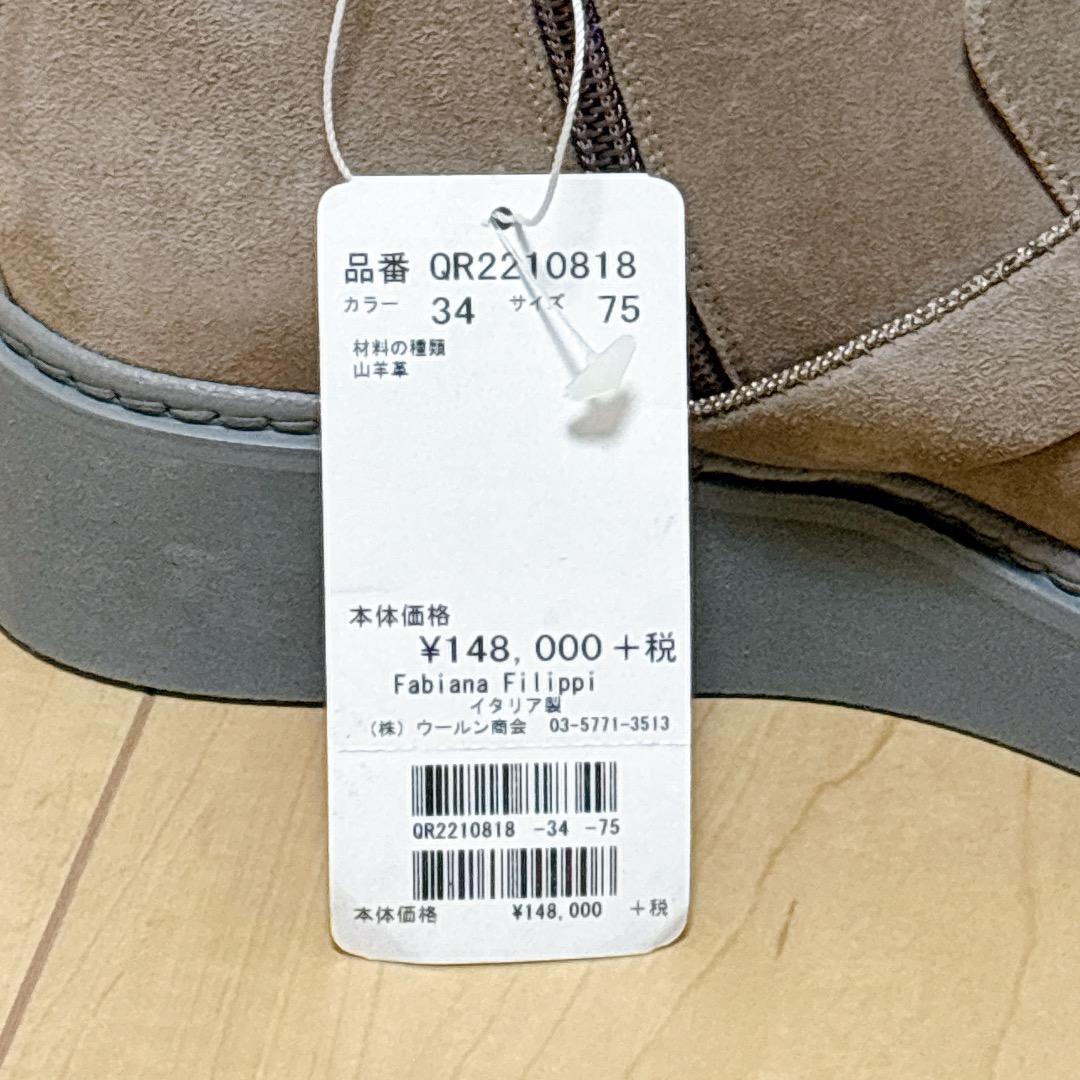 品番 QR2210818
カラー 34 サイズ 75
材料の種類
山羊革
本体価格
¥148,000+税
Fabiana Filippi
イタリア製
(株)ウールン商会 03-5771-3513
QR2210818 -34 -75
本体価格 ¥148,000 +税